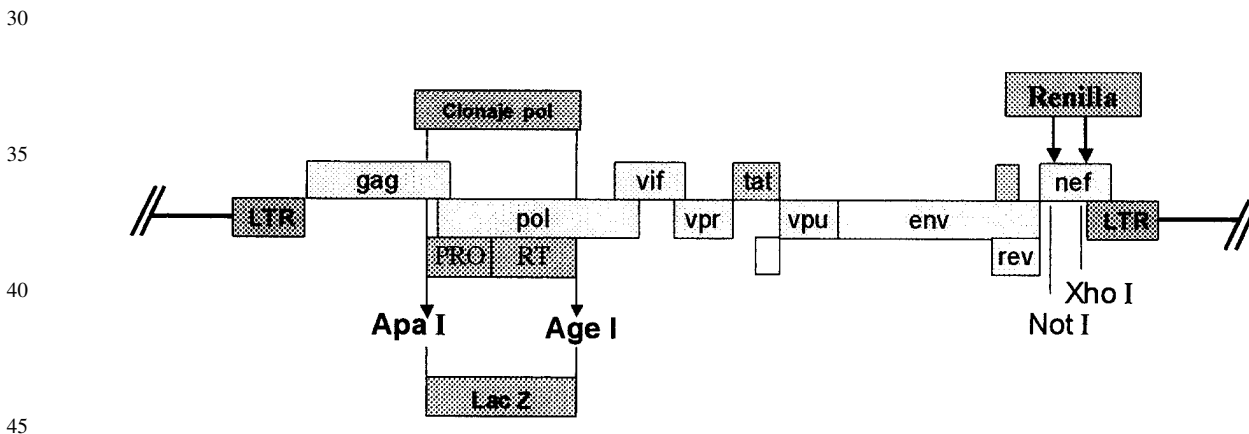 30
Renilla
Clonaje pol
35
gag
vif
tat
nef
LTR
pol
vpr
vpu
env
LTR
PRO
RT
rev
40
Xho I
Apa I
Age I
Not I
Lac Z
45